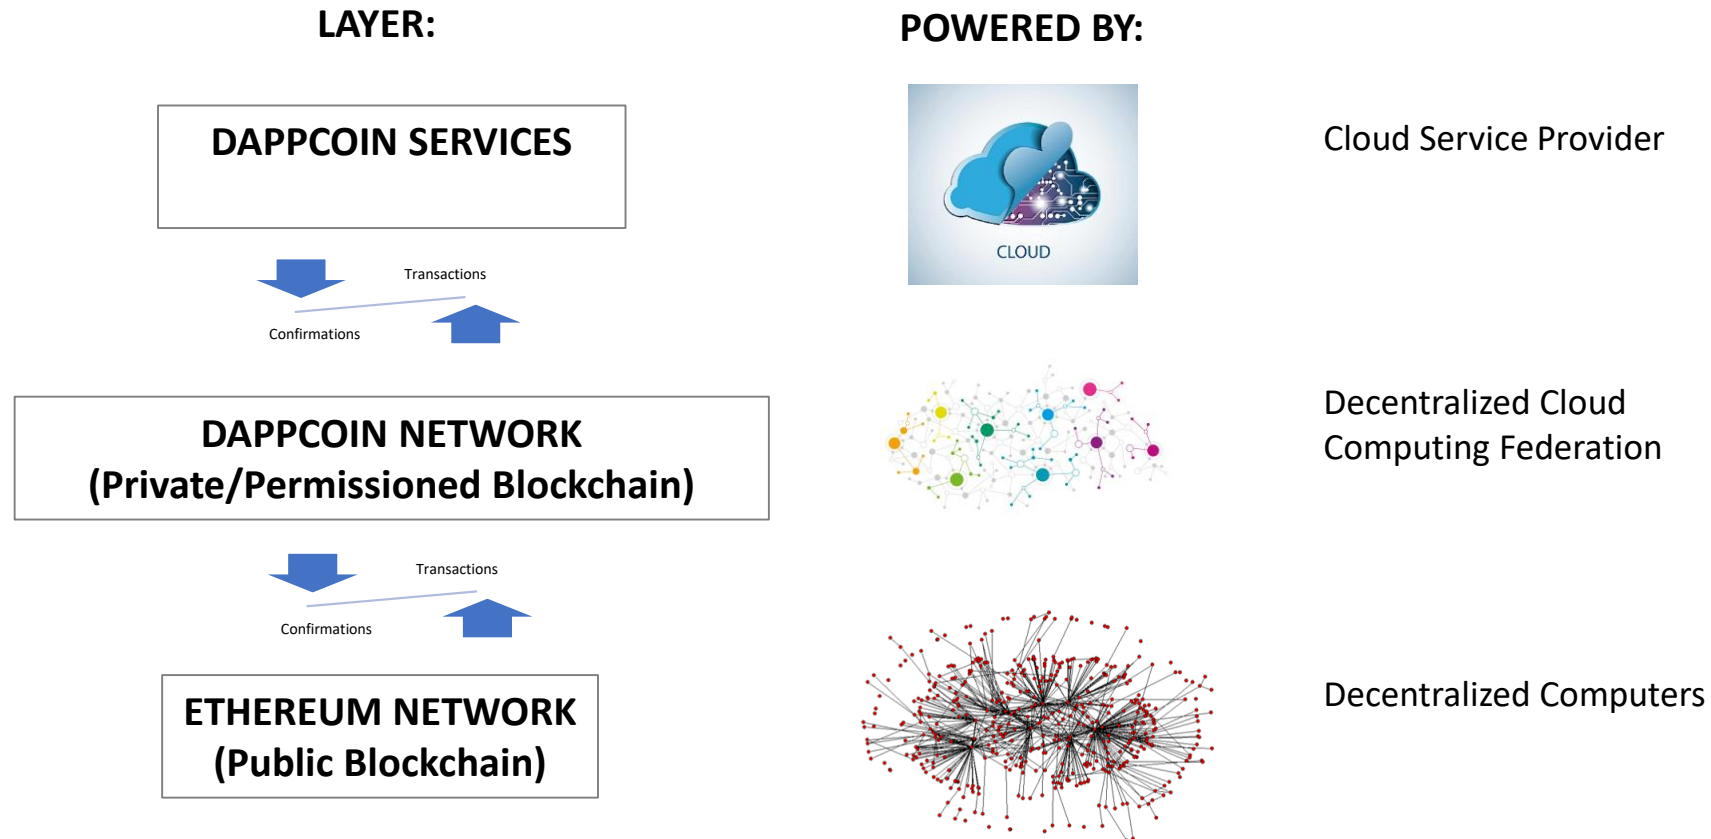 LAYER:
POWERED BY:
DAPPCOIN SERVICES
CLOUD
Cloud Service Provider
Transactions
Confirmations
DAPPCOIN NETWORK
(Private/Permissioned Blockchain)
Decentralized Cloud
Computing Federation
Transactions
Confirmations
ETHEREUM NETWORK
(Public Blockchain)
Decentralized Computers